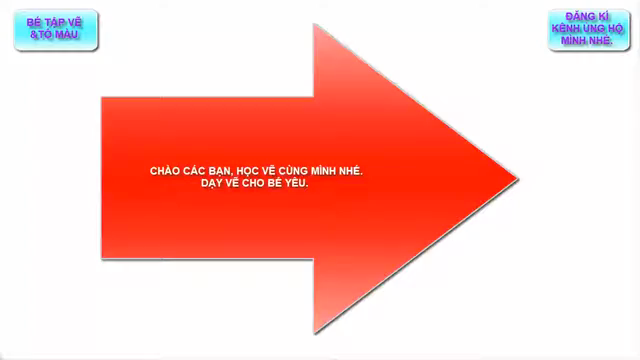 BÉ TẬP VẼ
&TÔ MÀU
ĐĂNG KÍ
KÊNH ỦNG HỘ
MÌNH NHÉ.
CHÀO CÁC BẠN, HỌC VẼ CÙNG MÌNH NHÉ.
DẠY VẼ CHO BÉ YÊU.